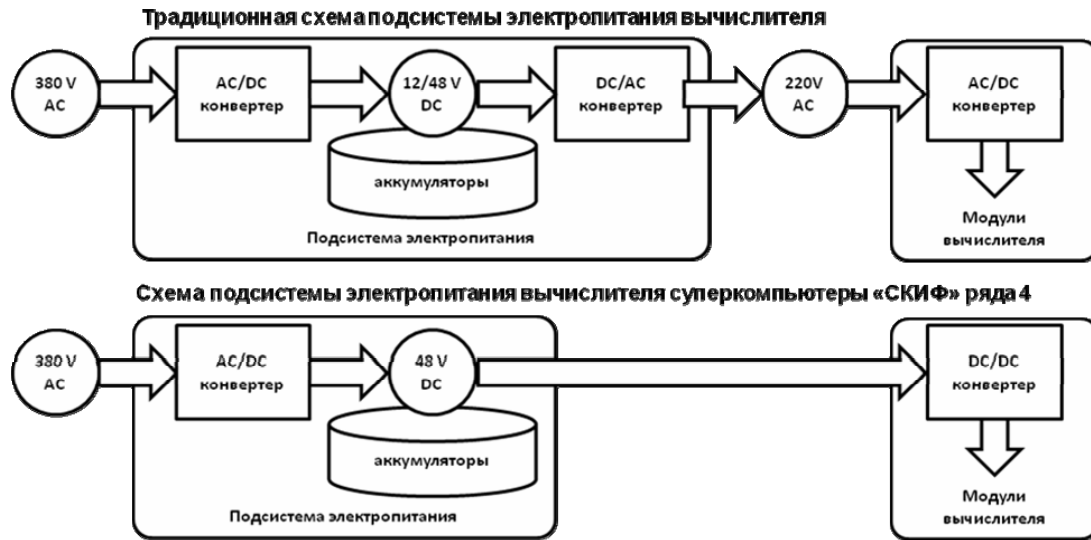 Традиционная схема подсистемы электропитания вычислителя
380 V
AC
AC/DC
конвертер
12/48 V
DC
DC/AC
конвертер
220V
AC
AC/DC
конвертер
аккумуляторы
Модули
вычислителя
Подсистема электропитания
Схема подсистемы электропитания вычислителя суперкомпьютеры «СКИФ» ряда 4
380 V
AC
AC/DC
конвертер
48 V
DC
DC/DC
конвертер
аккумуляторы
Модули
вычислителя
Подсистема электропитания